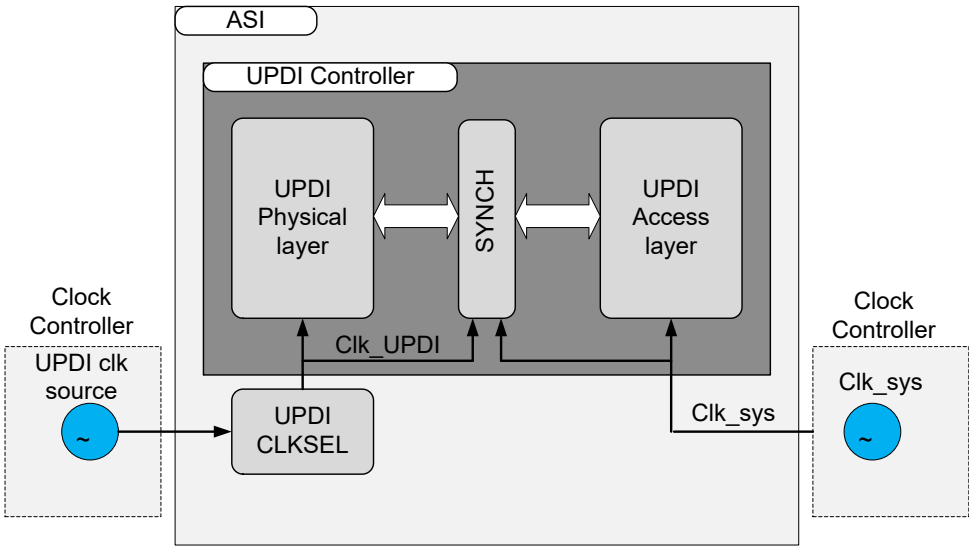 ASI
UPDI Controller
UPDI
Physical
layer
SYNCH
UPDI
Access
layer
Clock
Controller
UPDI clk
source
~
Clk_UPDI
UPDI
CLKSEL
Clk_sys
Clock
Controller
Clk_sys
~